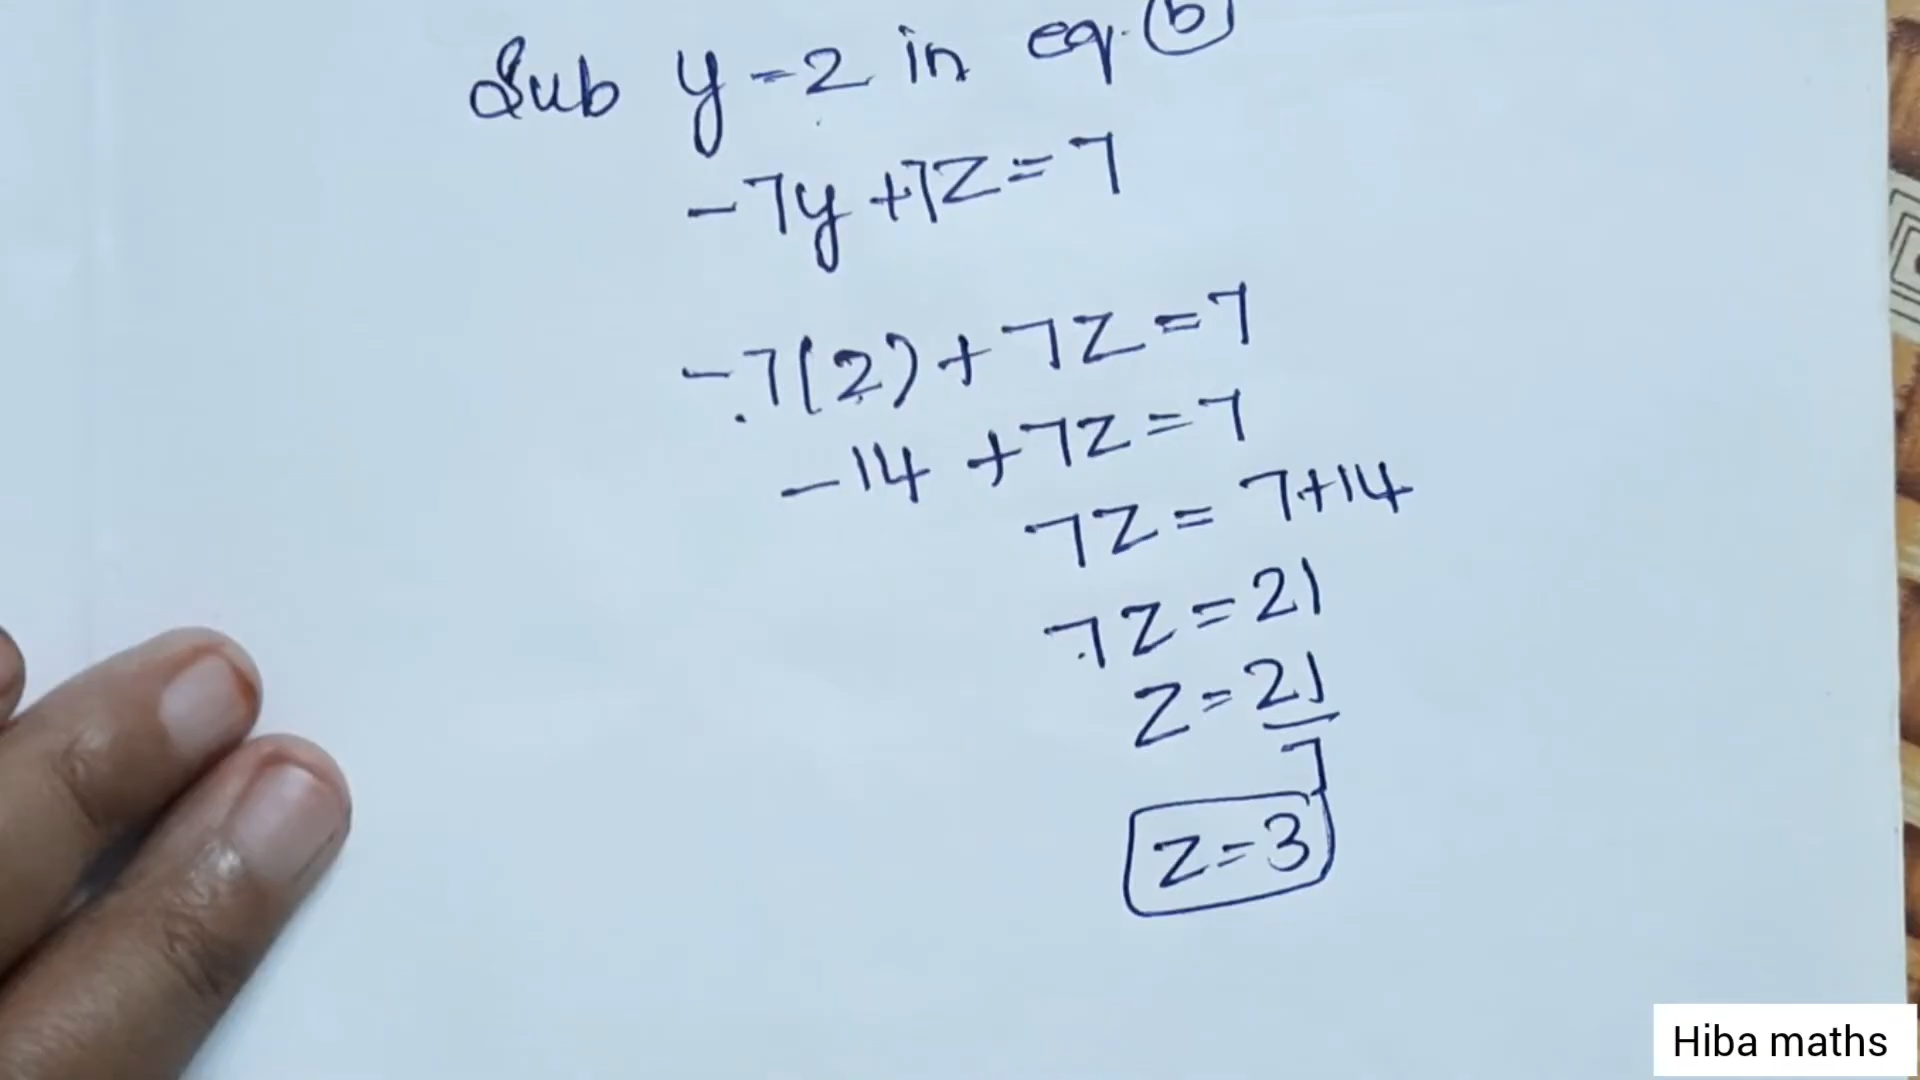 Sub y=2 in eq. (b)
-7y+7z=7
-7(2)+7z=7
-14+7z=7
7z=7+14
7z=21
z=21/7
z=3
Hiba maths